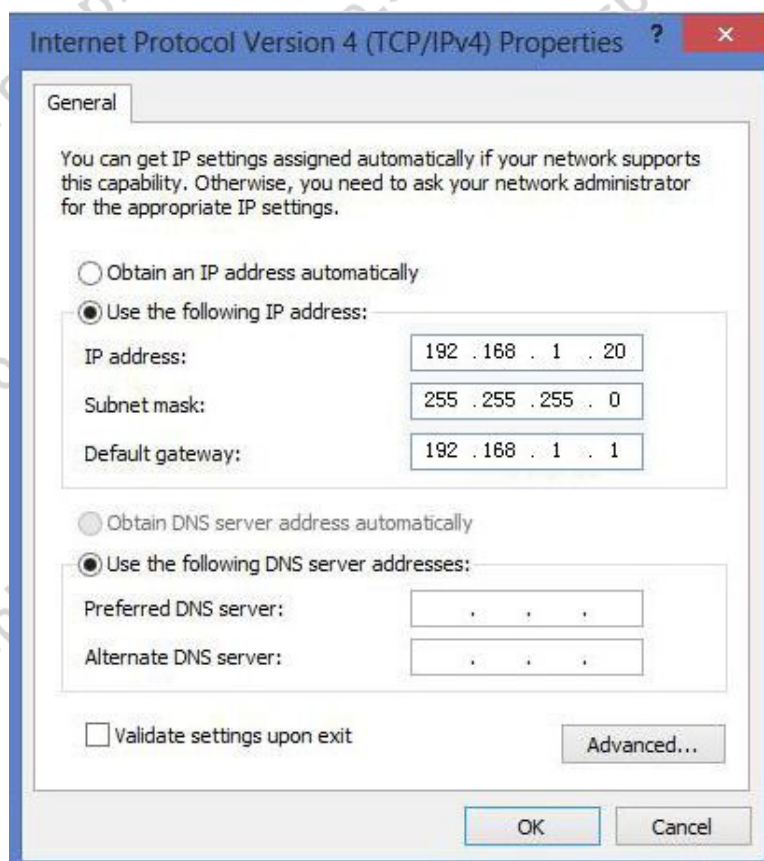 Internet Protocol Version 4 (TCP/IPv4) Properties ? ×
General
You can get IP settings assigned automatically if your network supports
this capability. Otherwise, you need to ask your network administrator
for the appropriate IP settings.
Obtain an IP address automatically
Use the following IP address:
IP address: 192 . 168 . 1 . 20
Subnet mask: 255 . 255 . 255 . 0
Default gateway: 192 . 168 . 1 . 1
Obtain DNS server address automatically
Use the following DNS server addresses:
Preferred DNS server: . . .
Alternate DNS server: . . .
Validate settings upon exit
Advanced...
OK Cancel